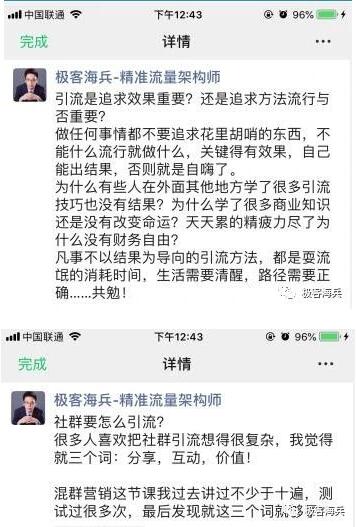 中国联通 下午12:43 96%
完成 详情 •••
极客海兵-精准流量架构师
引流是追求效果重要？还是追求方法流行与
否重要？
做任何事情都不要追求花里胡哨的东西，不
能什么流行就做什么，关键得有效果，自己
能出结果，否则就是自嗨了。
为什么有些人在外面其他地方学了很多引流
技巧也没有结果？为什么学了很多商业知识
还是没有改变命运？天天累的精疲力尽了为
什么没有财务自由？
凡事不以结果为导向的引流方法，都是耍流
氓的消耗时间，生活需要清醒，路径需要正
确......共勉！
极客海兵
中国联通 下午12:43 96%
完成 详情 •••
极客海兵-精准流量架构师
社群要怎么引流？
很多人喜欢把社群引流想得很复杂，我觉得
就三个词：分享，互动，价值！
混群营销这节课我过去讲过不少于十遍，测
试过很多次，最后发现就这三个词就够
极客海兵